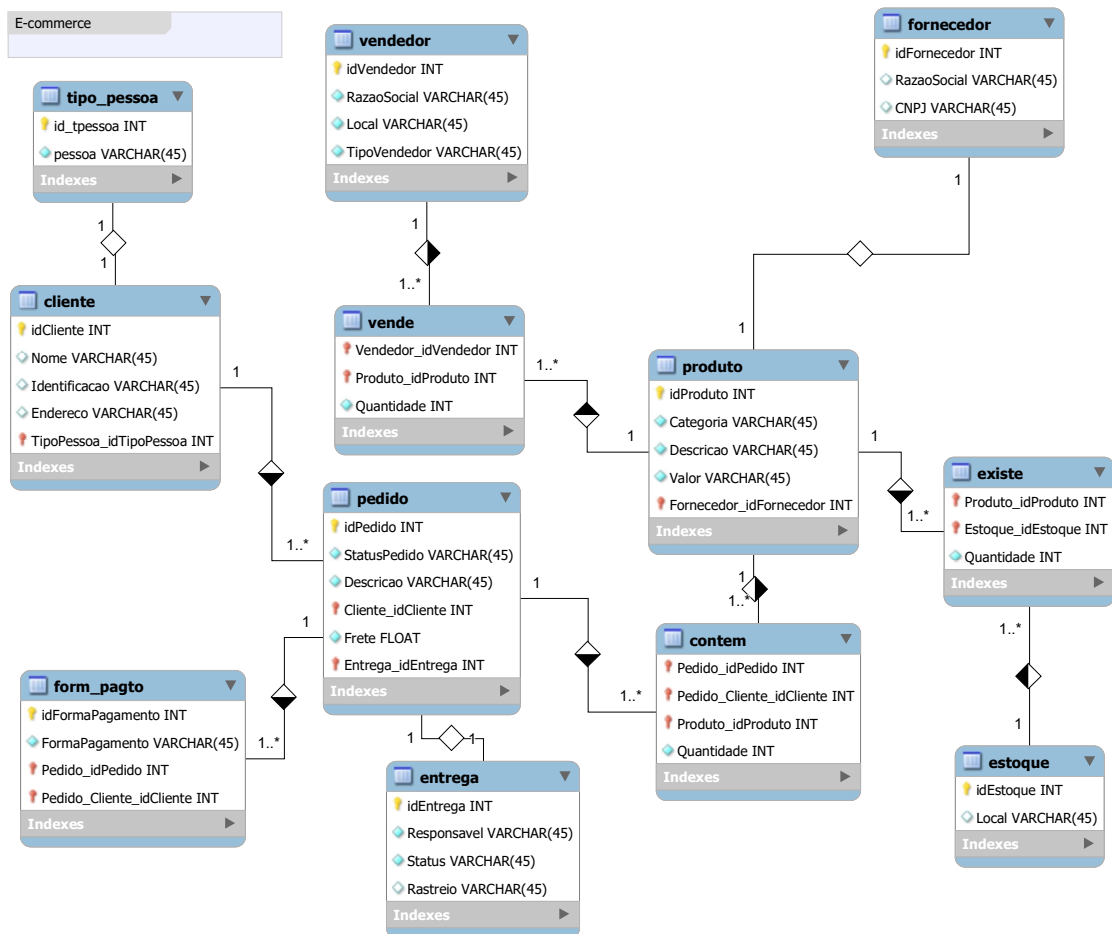 E-commerce
tipo_pessoa
id_tpessoa INT
pessoa VARCHAR(45)
Indexes
1
1
vendedor
idVendedor INT
RazaoSocial VARCHAR(45)
Local VARCHAR(45)
TipoVendedor VARCHAR(45)
Indexes
1
1..*
fornecedor
idFornecedor INT
RazaoSocial VARCHAR(45)
CNPJ VARCHAR(45)
Indexes
1
1
cliente
idCliente INT
Nome VARCHAR(45)
Identificacao VARCHAR(45)
Endereco VARCHAR(45)
TipoPessoa_idTipoPessoa INT
Indexes
1
1..*
vende
Vendedor_idVendedor INT
Produto_idProduto INT
Quantidade INT
Indexes
1..*
1
produto
idProduto INT
Categoria VARCHAR(45)
Descricao VARCHAR(45)
Valor VARCHAR(45)
Fornecedor_idFornecedor INT
Indexes
1
1..*
1
1..*
existe
Produto_idProduto INT
Estoque_idEstoque INT
Quantidade INT
Indexes
1..*
1
pedido
idPedido INT
StatusPedido VARCHAR(45)
Descricao VARCHAR(45)
Cliente_idCliente INT
Frete FLOAT
Entrega_idEntrega INT
Indexes
1
1..*
1
1..*
1
1
form_pagto
idFormaPagamento INT
FormaPagamento VARCHAR(45)
Pedido_idPedido INT
Pedido_Cliente_idCliente INT
Indexes
contem
Pedido_idPedido INT
Pedido_Cliente_idCliente INT
Produto_idProduto INT
Quantidade INT
Indexes
entrega
idEntrega INT
Responsavel VARCHAR(45)
Status VARCHAR(45)
Rastreio VARCHAR(45)
estoque
idEstoque INT
Local VARCHAR(45)
Indexes